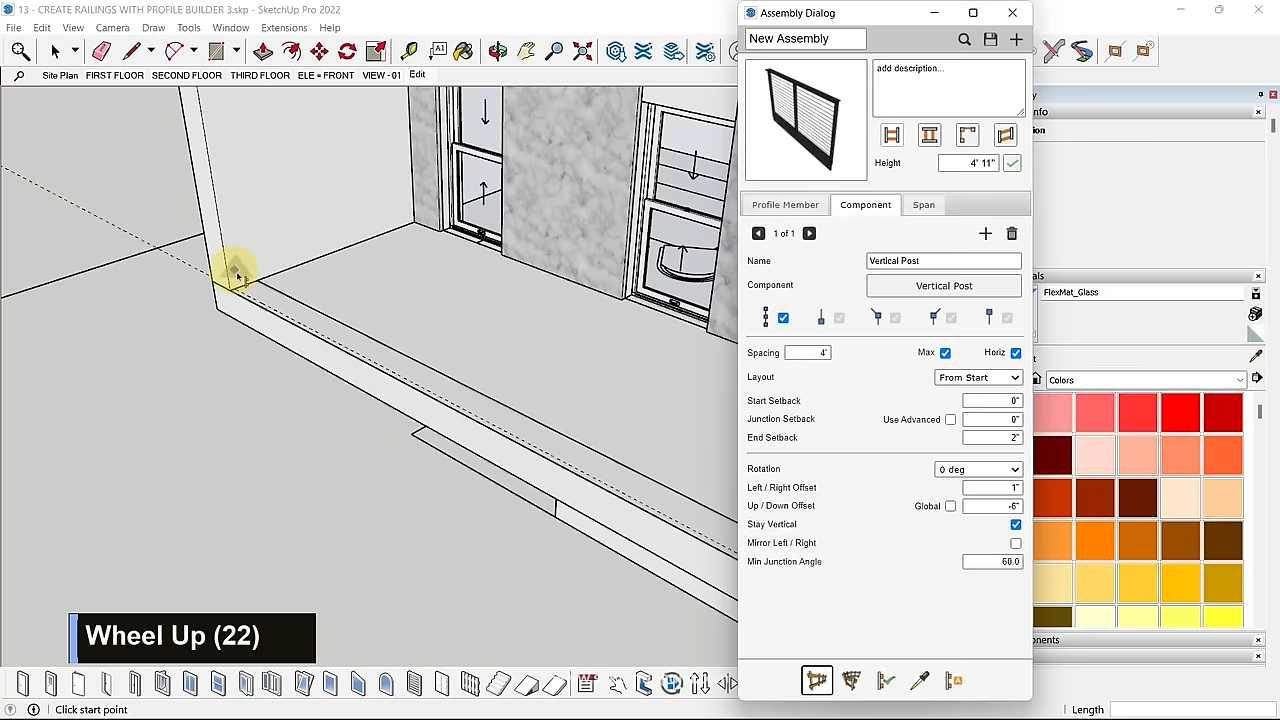 13 - CREATE RAILINGS WITH PROFILE BUILDER 3.skp - SketchUp Pro 2022
File Edit View Camera Draw Tools Window Extensions Help
Site Plan FIRST FLOOR SECOND FLOOR THIRD FLOOR ELE = FRONT VIEW - 01 Edit
Assembly Dialog
New Assembly
add description...
Height 4' 11"
Profile Member Component Span
1 of 1
Name Vertical Post
Component Vertical Post
Spacing 4' Max Horiz
Layout From Start
Start Setback 0"
Junction Setback Use Advanced 0"
End Setback 2"
Rotation 0 deg
Left / Right Offset 1"
Up / Down Offset Global -6"
Stay Vertical
Mirror Left / Right
Min Junction Angle 60.0
FlexMat_Glass
Colors
Wheel Up (22)
Click start point
Length